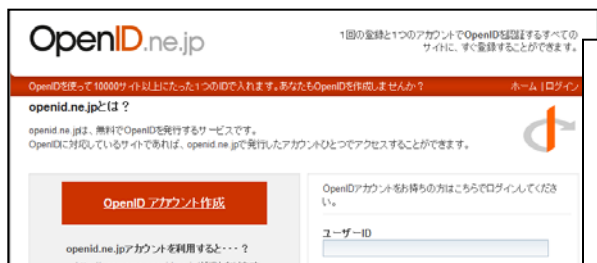 OpenID.ne.jp
1回の登録と1つのアカウントでOpenIDを認証するすべての
サイトに、すぐ登録することができます。
OpenIDを使って10000サイト以上にたった1つのIDで入れます。あなたもOpenIDを作成しませんか？
ホーム | ログイン
openid.ne.jpとは？
openid.ne.jpは、無料でOpenIDを発行するサービスです。
OpenIDに対応しているサイトであれば、openid.ne.jpで発行したアカウントひとつでアクセスすることができます。
OpenID アカウント作成
OpenIDアカウントをお持ちの方はこちらでログインしてくださ
い。
ユーザーID
openid.ne.jpアカウントを利用すると・・・？